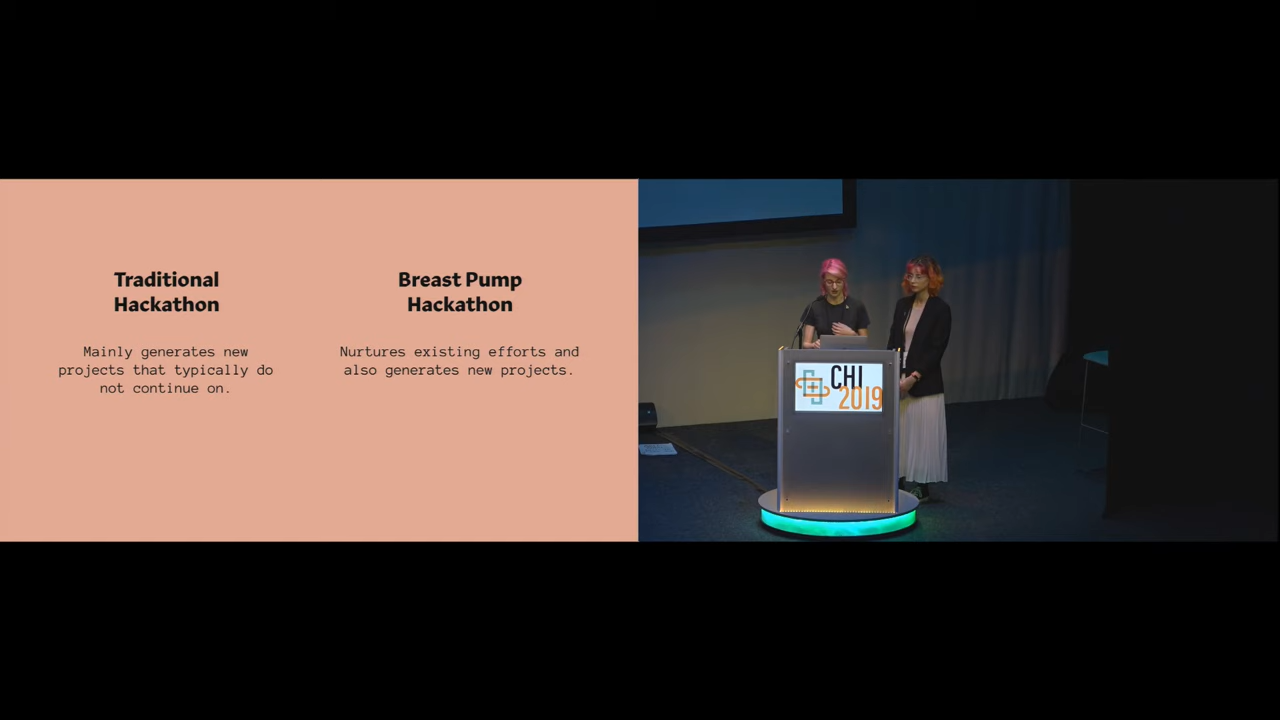 Traditional
Hackathon
Mainly generates new
projects that typically do
not continue on.
Breast Pump
Hackathon
Nurtures existing efforts and
also generates new projects.
CHI
2019